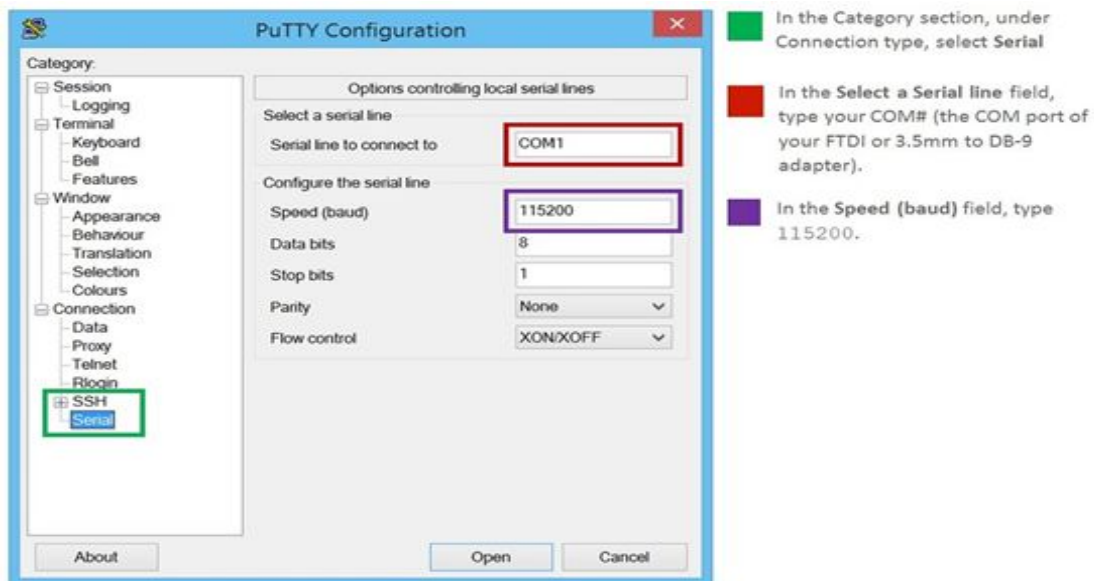 PuTTY Configuration
Category:
Session
Logging
Terminal
Keyboard
Bell
Features
Window
Appearance
Behaviour
Translation
Selection
Colours
Connection
Data
Proxy
Telnet
Rlogin
SSH
Serial
Options controlling local serial lines
Select a serial line
Serial line to connect to COM1
Configure the serial line
Speed (baud) 115200
Data bits 8
Stop bits 1
Parity None
Flow control XON/XOFF
About Open Cancel
In the Category section, under
Connection type, select Serial
In the Select a Serial line field,
type your COM# (the COM port of
your FTDI or 3.5mm to DB-9
adapter).
In the Speed (baud) field, type
115200.